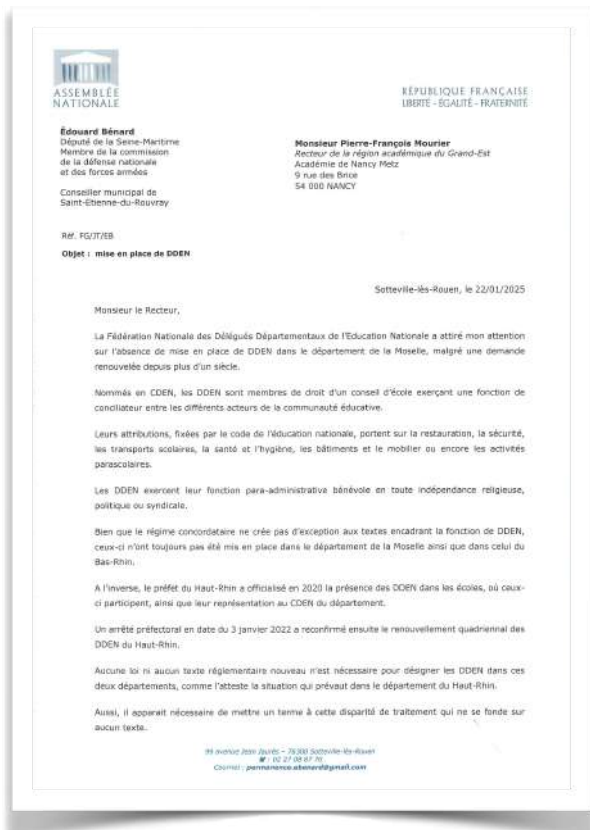 ASSEMBLÉE
NATIONALE
RÉPUBLIQUE FRANÇAISE
LIBERTÉ - ÉGALITÉ - FRATERNITÉ
Édouard Bénard
Député de la Seine-Maritime
Membre de la commission
de la défense nationale
et des forces armées
Conseiller municipal de
Saint-Etienne-du-Rouvray
Monsieur Pierre-François Mourier
Recteur de la région académique du Grand-Est
Académie de Nancy Metz
9 rue des Brice
54 000 NANCY
Réf. FG/JT/EB
Objet : mise en place de DDEN
Sotteville-lès-Rouen, le 22/01/2025
Monsieur le Recteur,
La Fédération Nationale des Délégués Départementaux de l'Education Nationale a attiré mon attention
sur l'absence de mise en place de DDEN dans le département de la Moselle, malgré une demande
renouvelée depuis plus d'un siècle.
Nommés en CDEN, les DDEN sont membres de droit d'un conseil d'école exerçant une fonction de
conciliateur entre les différents acteurs de la communauté éducative.
Leurs attributions, fixées par le code de l'éducation nationale, portent sur la restauration, la sécurité,
les transports scolaires, la santé et l'hygiène, les bâtiments et le mobilier ou encore les activités
parascolaires.
Les DDEN exercent leur fonction para-administrative bénévole en toute indépendance religieuse,
politique ou syndicale.
Bien que le régime concordataire ne crée pas d'exception aux textes encadrant la fonction de DDEN,
ceux-ci n'ont toujours pas été mis en place dans le département de la Moselle ainsi que dans celui du
Bas-Rhin.
A l'inverse, le préfet du Haut-Rhin a officialisé en 2020 la présence des DDEN dans les écoles, où ceux-
ci participent, ainsi que leur représentation au CDEN du département.
Un arrêté préfectoral en date du 3 janvier 2022 a reconfirmé ensuite le renouvellement quadriennal des
DDEN du Haut-Rhin.
Aucune loi ni aucun texte réglementaire nouveau n'est nécessaire pour désigner les DDEN dans ces
deux départements, comme l'atteste la situation qui prévaut dans le département du Haut-Rhin.
Aussi, il apparait nécessaire de mettre un terme à cette disparité de traitement qui ne se fonde sur
aucun texte.
99 avenue Jean Jaurès – 76300 Sotteville-lès-Rouen
: 02 27 08 87 70
Courriel : permanence.ebenard@gmail.com